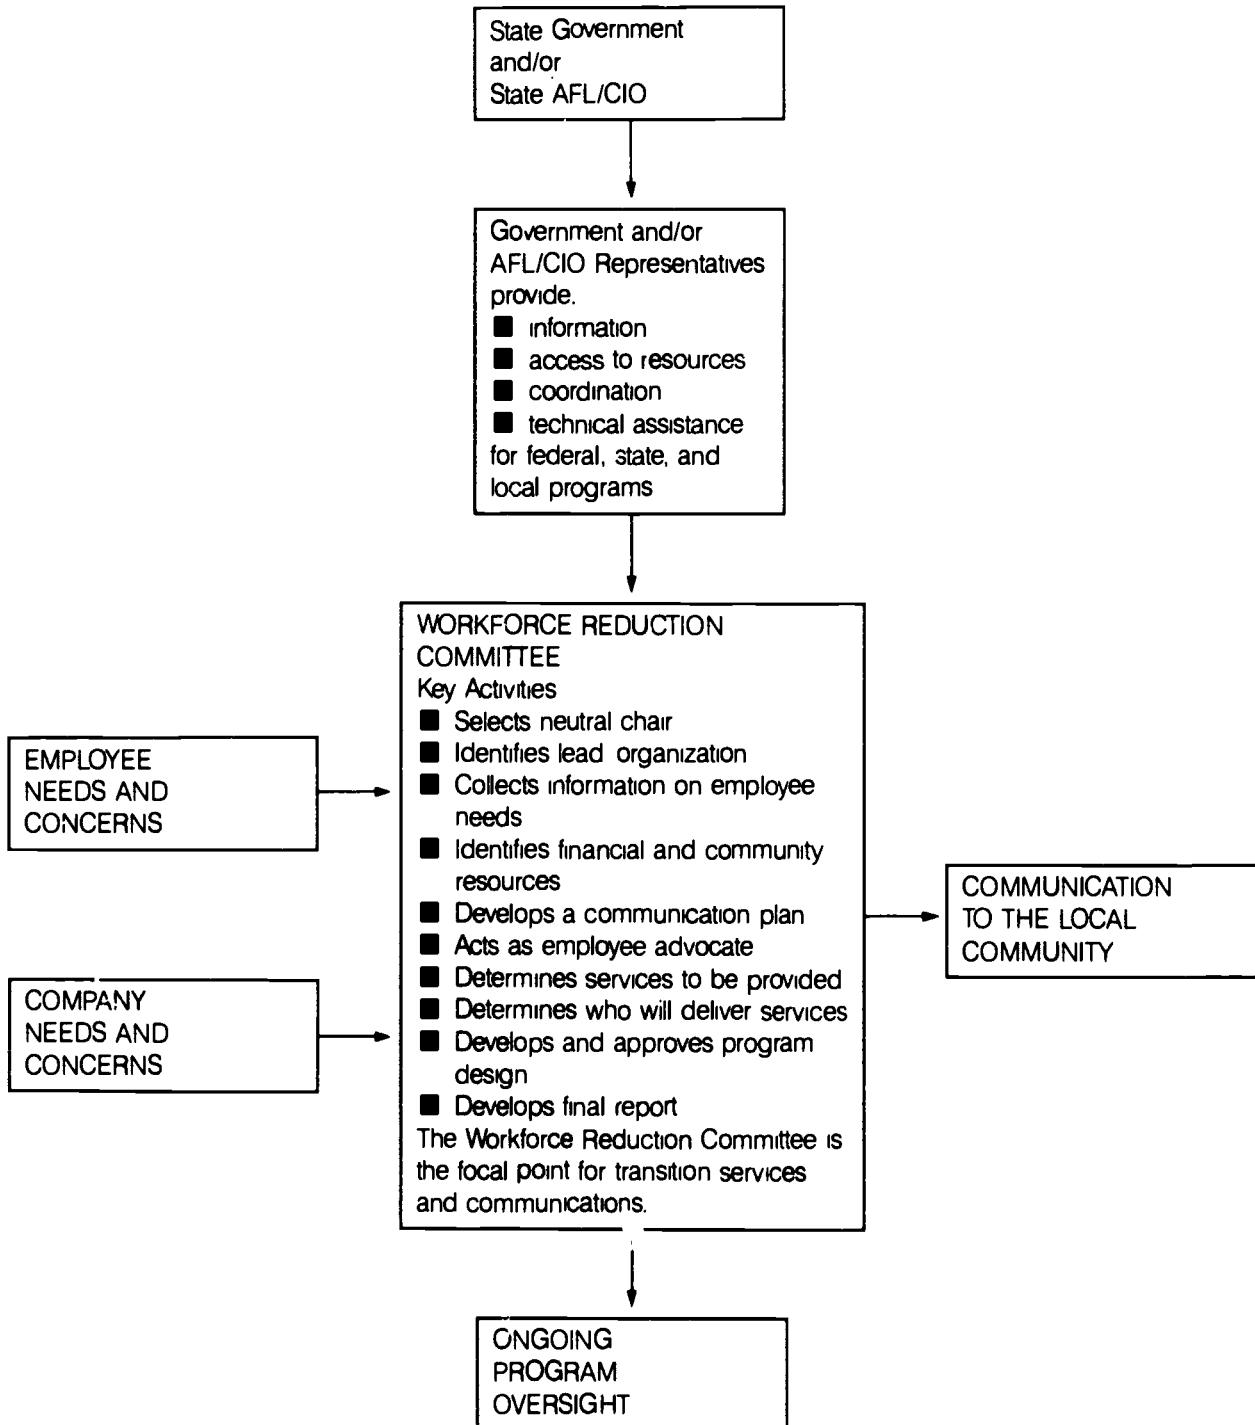 State Government
and/or
State AFL/CIO
Government and/or
AFL/CIO Representatives
provide.
■ information
■ access to resources
■ coordination
■ technical assistance
for federal, state, and
local programs
WORKFORCE REDUCTION
COMMITTEE
Key Activities
■ Selects neutral chair
■ Identifies lead organization
■ Collects information on employee
needs
■ Identifies financial and community
resources
■ Develops a communication plan
■ Acts as employee advocate
■ Determines services to be provided
■ Determines who will deliver services
■ Develops and approves program
design
■ Develops final report
The Workforce Reduction Committee is
the focal point for transition services
and communications.
EMPLOYEE
NEEDS AND
CONCERNS
COMPANY
NEEDS AND
CONCERNS
COMMUNICATION
TO THE LOCAL
COMMUNITY
ONGOING
PROGRAM
OVERSIGHT